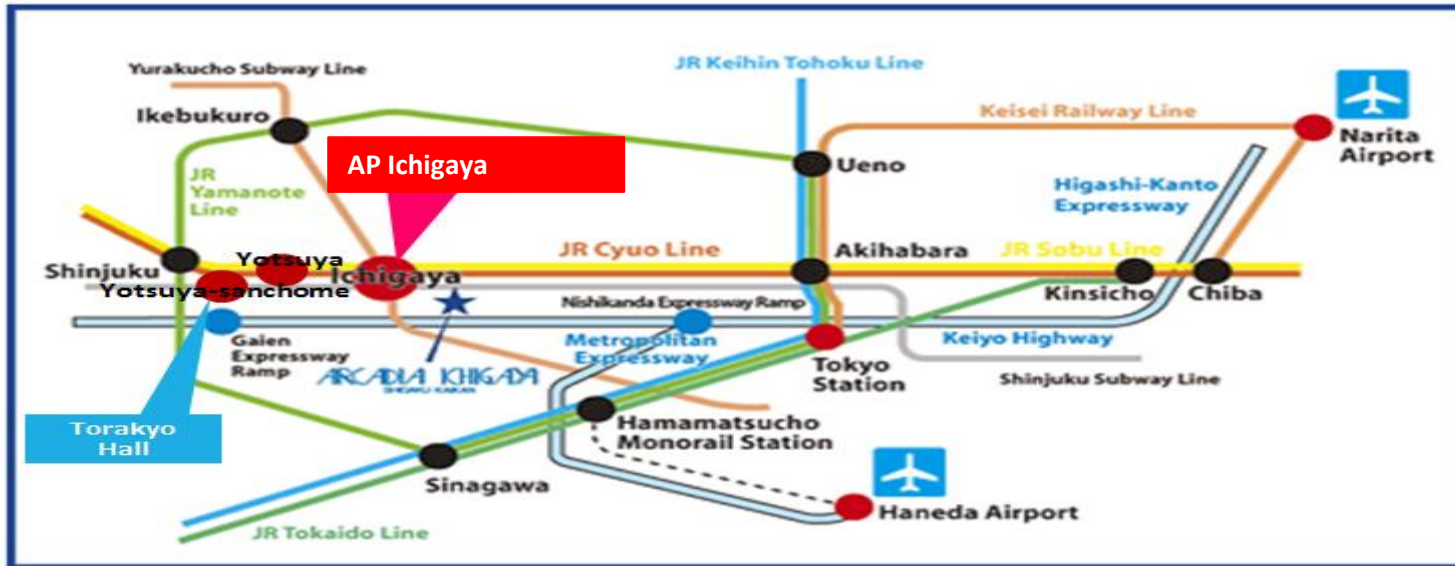 JR Keihin Tohoku Line
Yurakucho Subway Line
Ikebukuro
Keisei Railway Line
Narita
Airport
AP Ichigaya
Ueno
JR
Yamanote
Line
Higashi-Kanto
Expressway
JR Cyuo Line
Akihabara
JR Sobu Line
Shinjuku
Yotsuya
Ichigaya
Yotsuya-sanchome
Nishikanda Expressway Ramp
Kinsicho
Chiba
Gaien
Expressway
Ramp
Metropolitan
Expressway
Keiyo Highway
ARCADIA ICHIGAYA
SHIGAKU KAIKAN
Tokyo
Station
Shinjuku Subway Line
Torakyo
Hall
Hamamatsucho
Monorail Station
Sinagawa
Haneda Airport
JR Tokaido Line